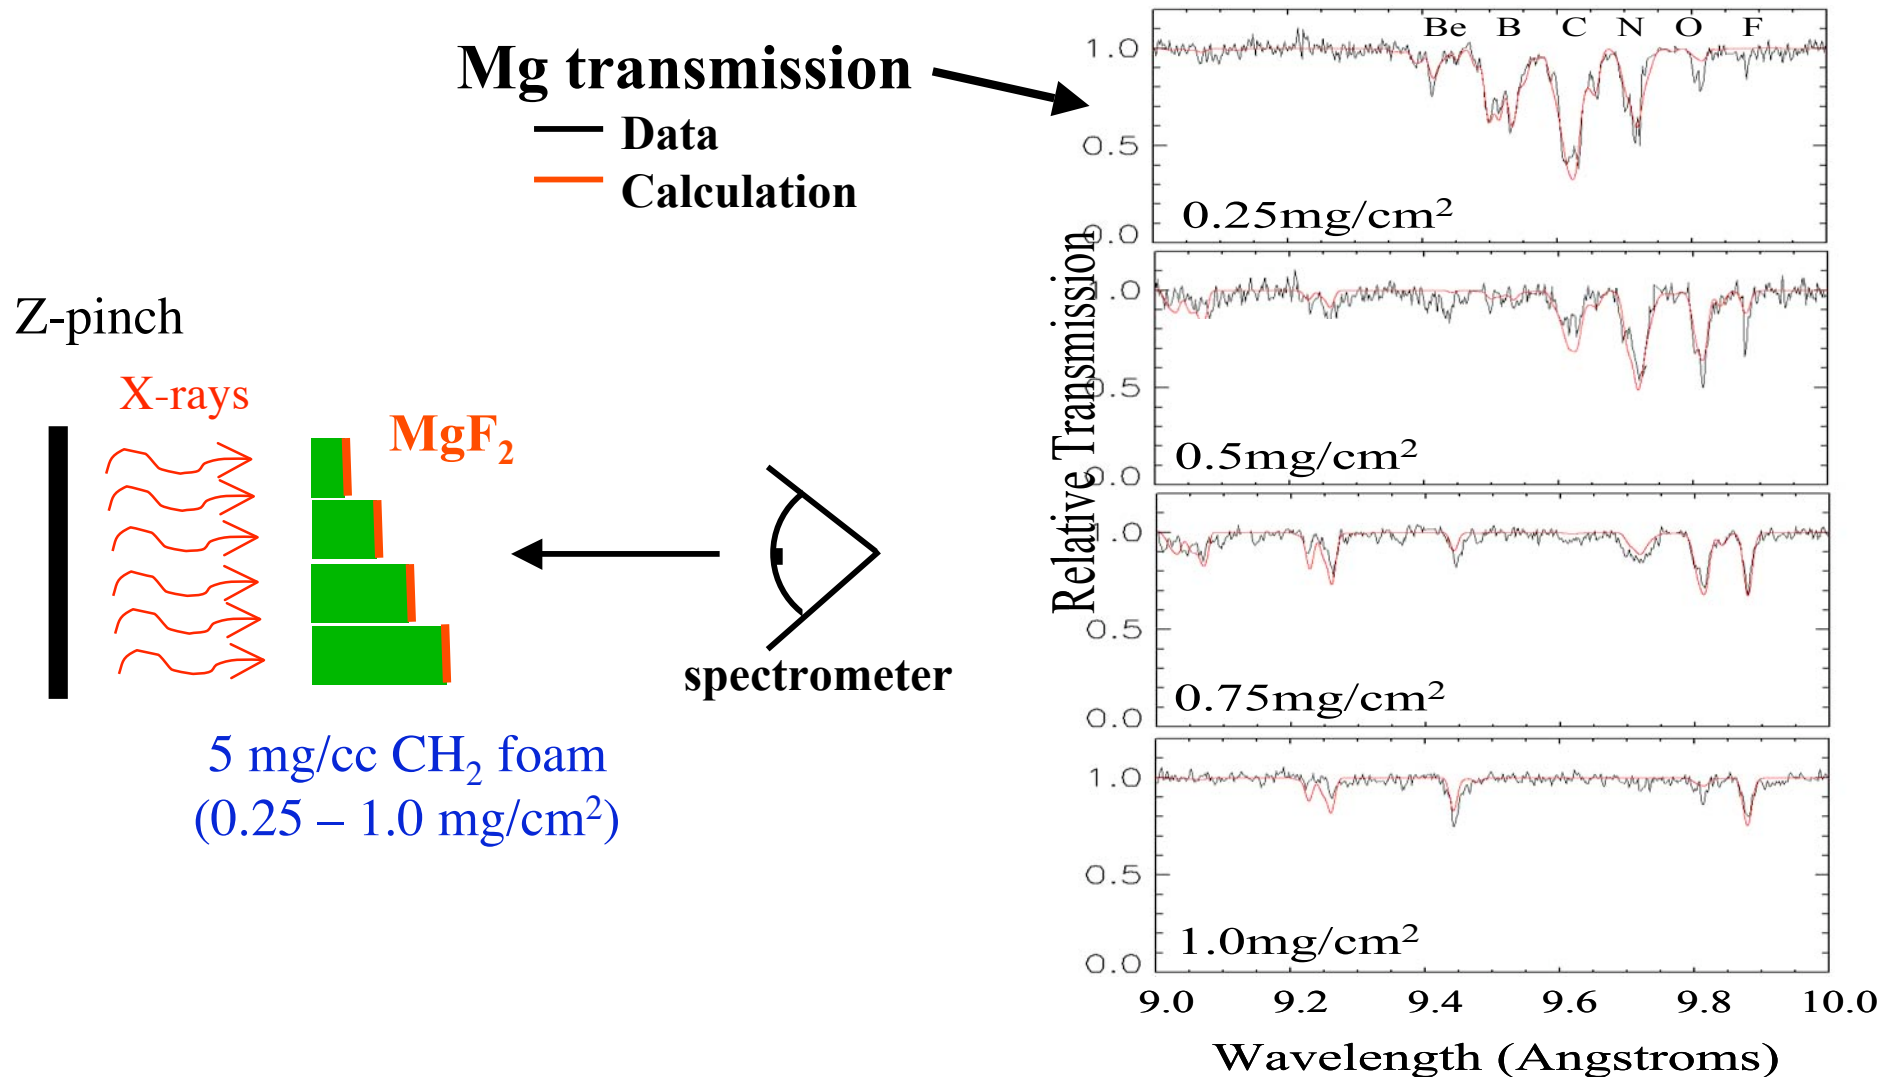 Mg transmission
Data
Calculation
Z-pinch
X-rays
MgF₂
spectrometer
5 mg/cc CH₂ foam
(0.25 – 1.0 mg/cm²)
Be B C N O F
1.0
0.5
0.0
0.25mg/cm²
1.0
0.5
0.0
0.5mg/cm²
1.0
0.5
0.0
0.75mg/cm²
1.0
0.5
0.0
1.0mg/cm²
Relative Transmission
9.0 9.2 9.4 9.6 9.8 10.0
Wavelength (Angstroms)